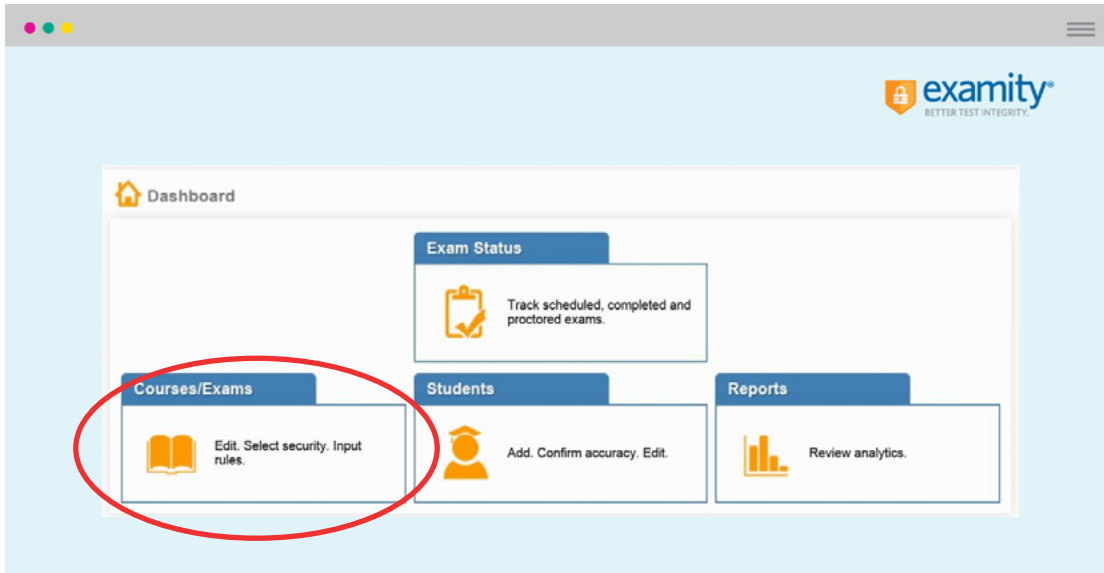 examity®
BETTER TEST INTEGRITY.
Dashboard
Exam Status
Track scheduled, completed and
proctored exams.
Courses/Exams
Edit. Select security. Input
rules.
Students
Add. Confirm accuracy. Edit.
Reports
Review analytics.